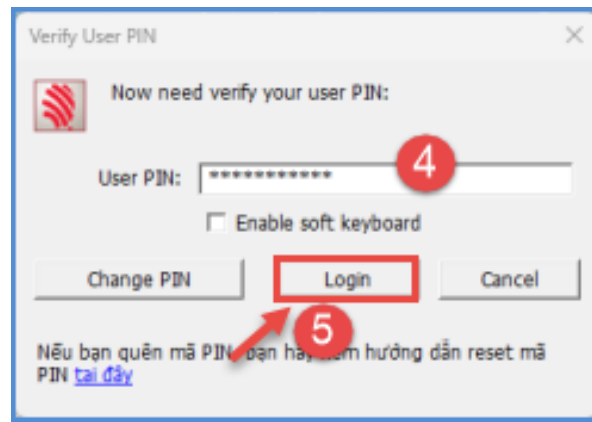 Verify User PIN
Now need verify your user PIN:
User PIN: ***********
4
Enable soft keyboard
Change PIN Login Cancel
5
Nếu bạn quên mã PIN, bạn hãy xem hướng dẫn reset mã
PIN tại đây